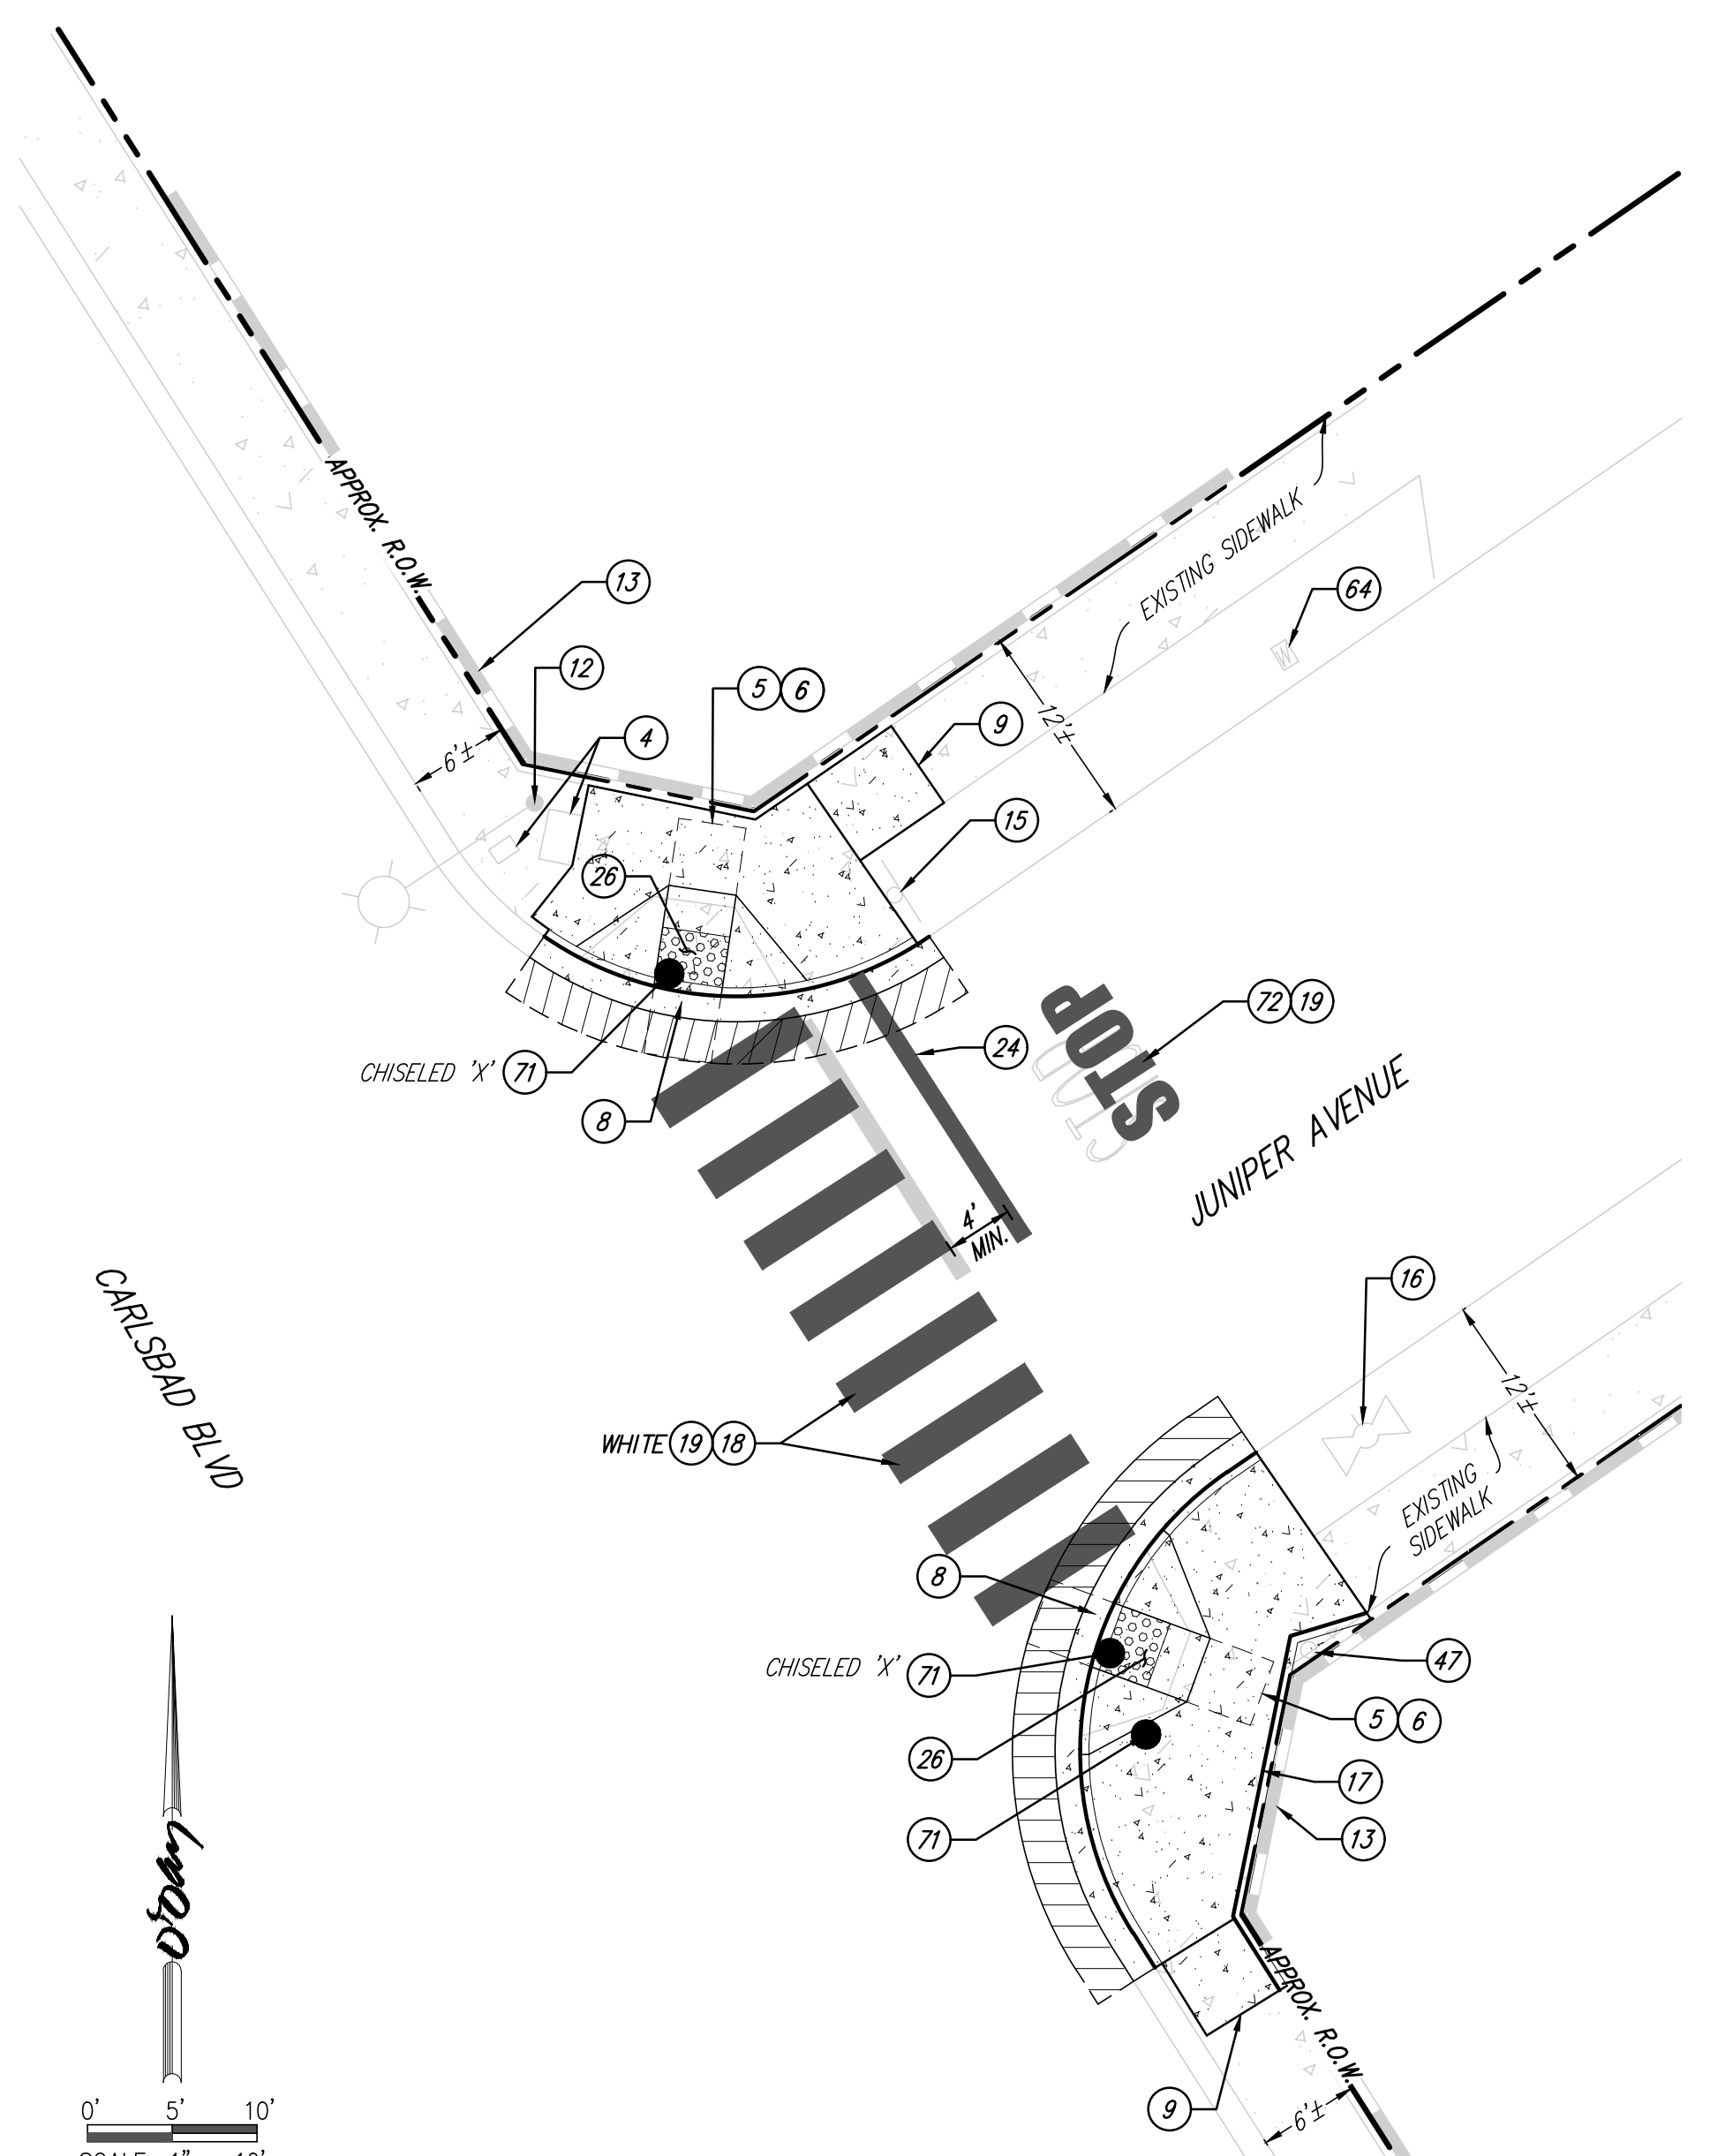 APPROX. R.O.W.
13
12
5 6
4
6'±
EXISTING SIDEWALK
64
12'±
9
15
26
72 19
STOP
24
CHISELED 'X' 71
8
JUNIPER AVENUE
4'
MIN.
16
CARLSBAD BLVD
12'±
WHITE 19 18
EXISTING
SIDEWALK
8
CHISELED 'X' 71
47
5 6
26
17
71
13
APPROX. R.O.W.
9
6'±
0' 5' 10'
W